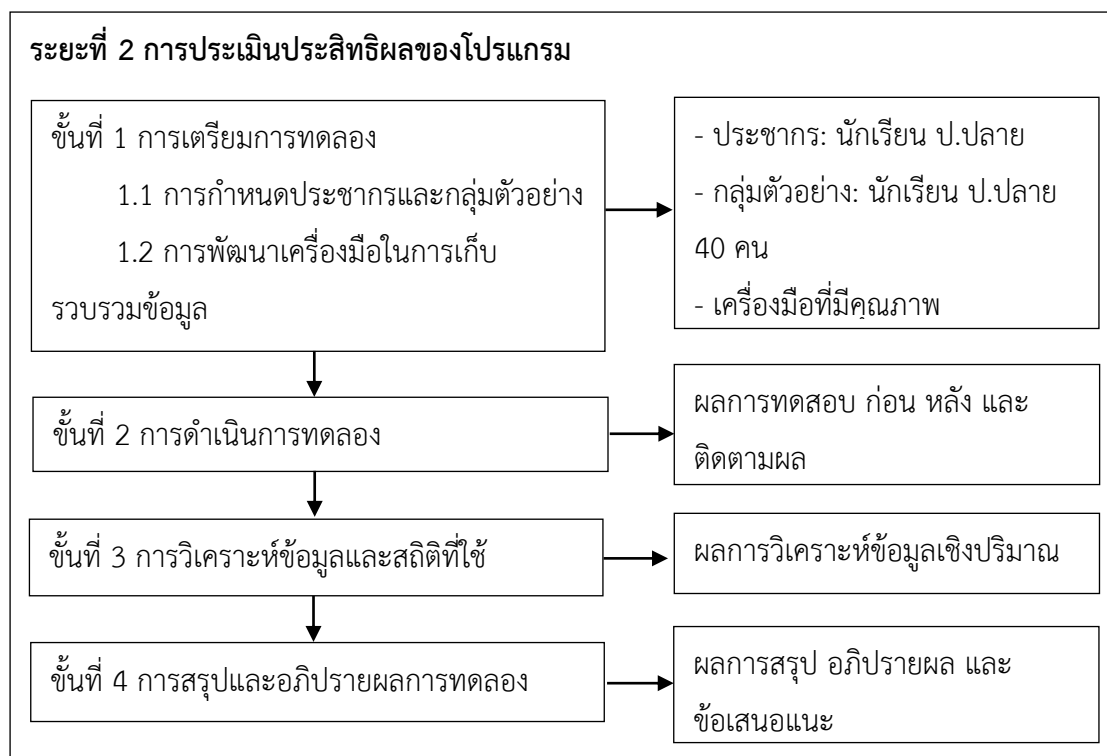 ระยะที่ 2 การประเมินประสิทธิผลของโปรแกรม
ขั้นที่ 1 การเตรียมการทดลอง
1.1 การกำหนดประชากรและกลุ่มตัวอย่าง
1.2 การพัฒนาเครื่องมือในการเก็บ
รวบรวมข้อมูล
- ประชากร: นักเรียน ป.ปลาย
- กลุ่มตัวอย่าง: นักเรียน ป.ปลาย
40 คน
- เครื่องมือที่มีคุณภาพ
ขั้นที่ 2 การดำเนินการทดลอง
ผลการทดสอบ ก่อน หลัง และ
ติดตามผล
ขั้นที่ 3 การวิเคราะห์ข้อมูลและสถิติที่ใช้
ผลการวิเคราะห์ข้อมูลเชิงปริมาณ
ขั้นที่ 4 การสรุปและอภิปรายผลการทดลอง
ผลการสรุป อภิปรายผล และ
ข้อเสนอแนะ